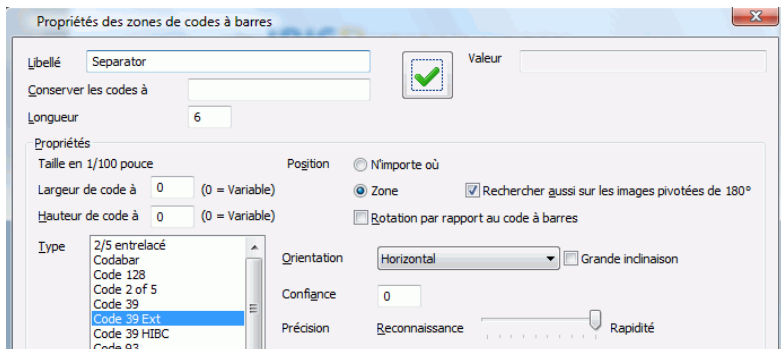 Propriétés des zones de codes à barres
Libellé Separator Valeur
Conserver les codes à
Longueur 6
Propriétés
Taille en 1/100 pouce Position N'importe où
Largeur de code à 0 (0 = Variable) Zone Rechercher aussi sur les images pivotées de 180°
Hauteur de code à 0 (0 = Variable) Rotation par rapport au code à barres
Type 2/5 entrelacé
Codabar
Orientation Horizontal Grande inclinaison
Code 128
Code 2 of 5
Confiance 0
Code 39
Code 39 Ext
Précision Reconnaissance Rapidité
Code 39 HIBC
Code 93